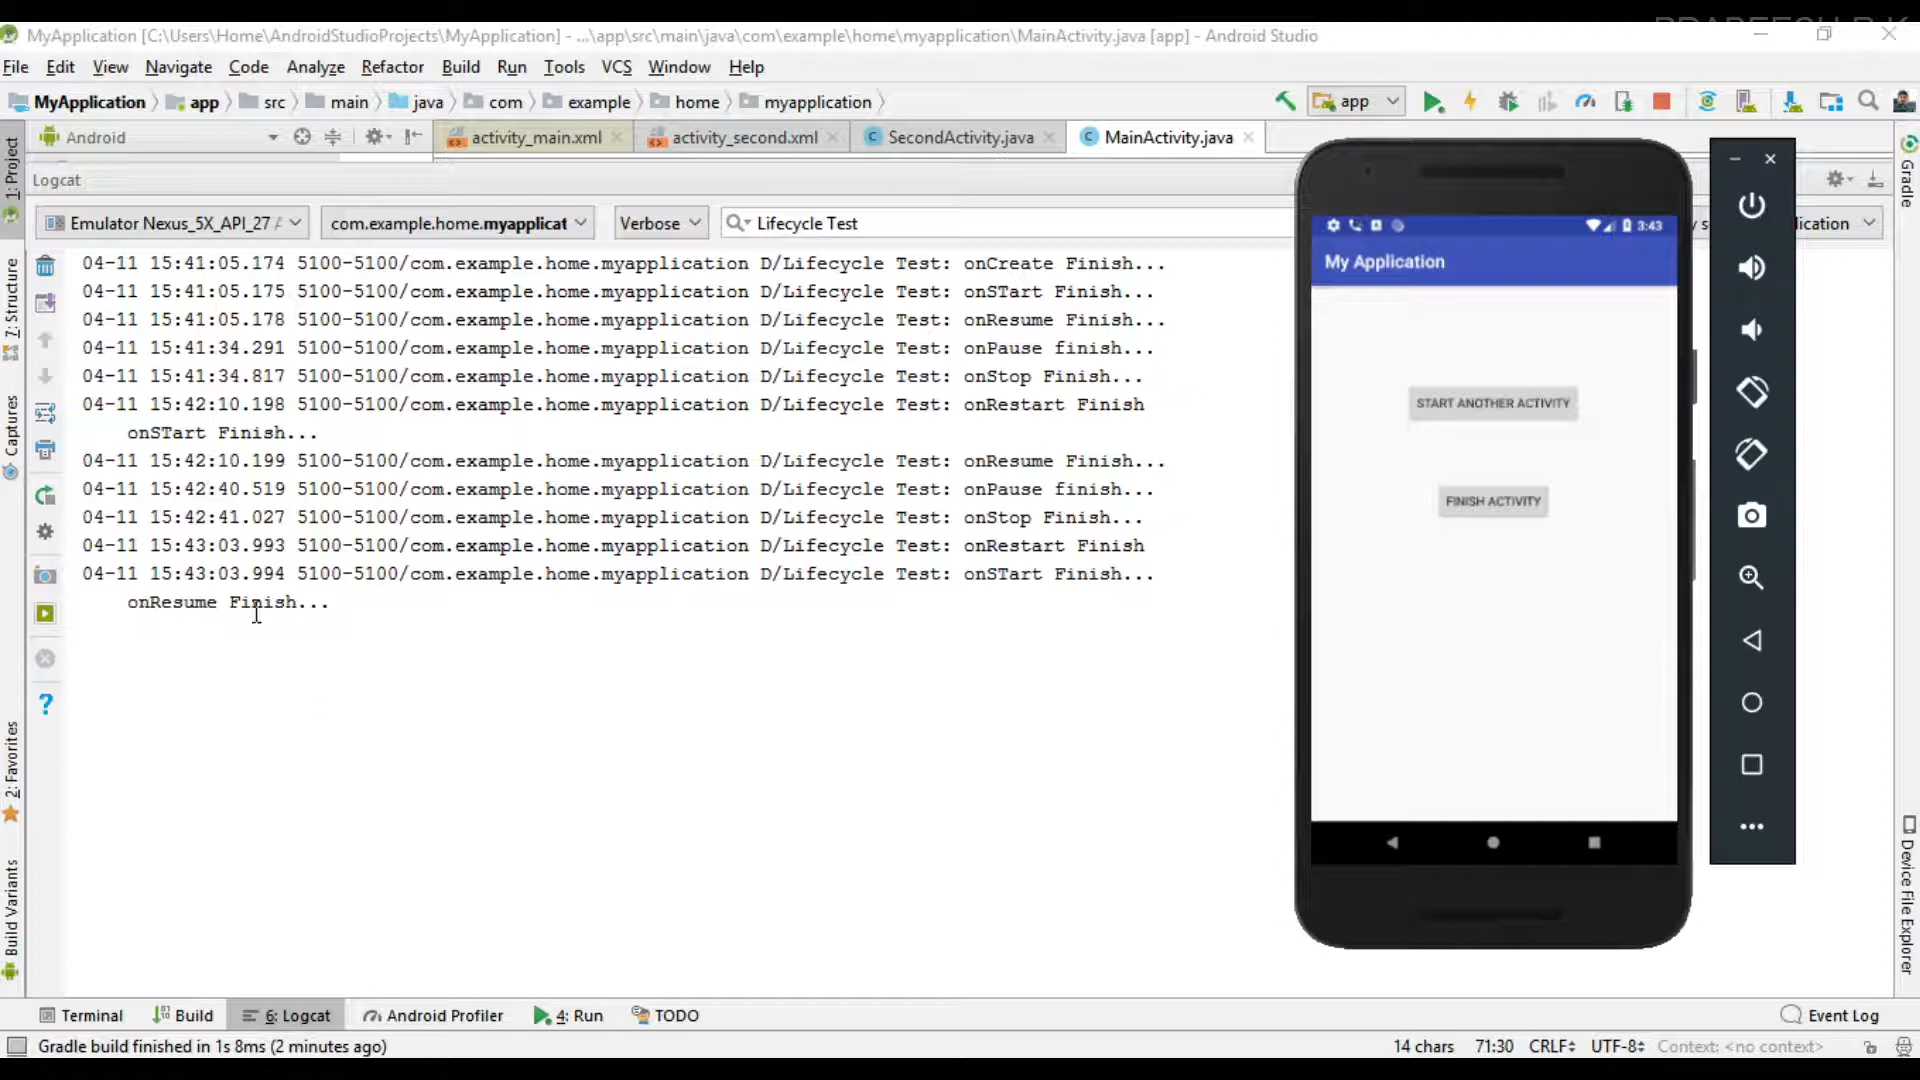 MyApplication [C:\Users\Home\AndroidStudioProjects\MyApplication] - ...\app\src\main\java\com\example\home\myapplication\MainActivity.java [app] - Android Studio
File Edit View Navigate Code Analyze Refactor Build Run Tools VCS Window Help
MyApplication app src main java com example home myapplication app
Android activity_main.xml activity_second.xml SecondActivity.java MainActivity.java
Logcat
Emulator Nexus_5X_API_27 com.example.home.myapplicat Verbose Lifecycle Test
04-11 15:41:05.174 5100-5100/com.example.home.myapplication D/Lifecycle Test: onCreate Finish...
04-11 15:41:05.175 5100-5100/com.example.home.myapplication D/Lifecycle Test: onSTart Finish...
04-11 15:41:05.178 5100-5100/com.example.home.myapplication D/Lifecycle Test: onResume Finish...
04-11 15:41:34.291 5100-5100/com.example.home.myapplication D/Lifecycle Test: onPause finish...
04-11 15:41:34.817 5100-5100/com.example.home.myapplication D/Lifecycle Test: onStop Finish...
04-11 15:42:10.198 5100-5100/com.example.home.myapplication D/Lifecycle Test: onRestart Finish
onSTart Finish...
04-11 15:42:10.199 5100-5100/com.example.home.myapplication D/Lifecycle Test: onResume Finish...
04-11 15:42:40.519 5100-5100/com.example.home.myapplication D/Lifecycle Test: onPause finish...
04-11 15:42:41.027 5100-5100/com.example.home.myapplication D/Lifecycle Test: onStop Finish...
04-11 15:43:03.993 5100-5100/com.example.home.myapplication D/Lifecycle Test: onRestart Finish
04-11 15:43:03.994 5100-5100/com.example.home.myapplication D/Lifecycle Test: onSTart Finish...
onResume Finish...
3:43
My Application
START ANOTHER ACTIVITY
FINISH ACTIVITY
1: Project
7: Structure
Captures
2: Favorites
Build Variants
Gradle
Device File Explorer
Terminal Build 6: Logcat Android Profiler 4: Run TODO Event Log
Gradle build finished in 1s 8ms (2 minutes ago) 14 chars 71:30 CRLF UTF-8 Context: <no context>